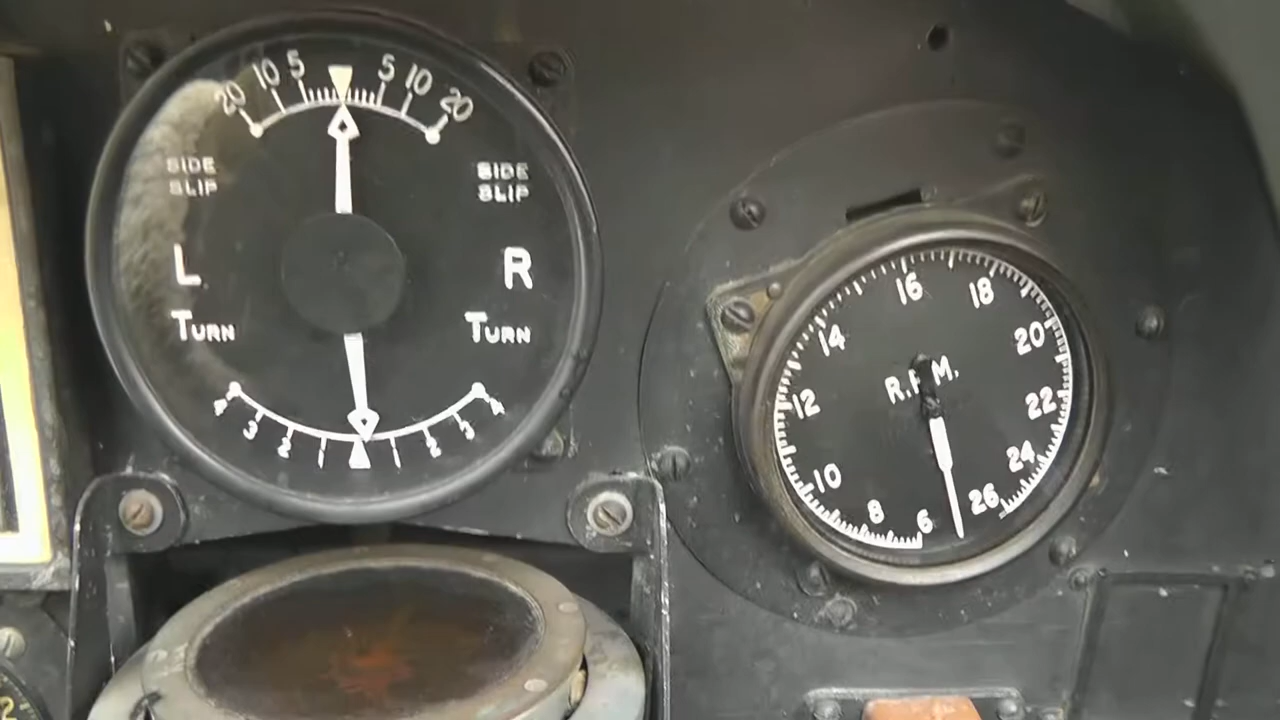 20 10 5 5 10 20
SIDE SLIP
SIDE SLIP
L R
TURN TURN
4 3 2 1 1 2 3 4
R.P.M.
6 8 10 12 14 16 18 20 22 24 26
2